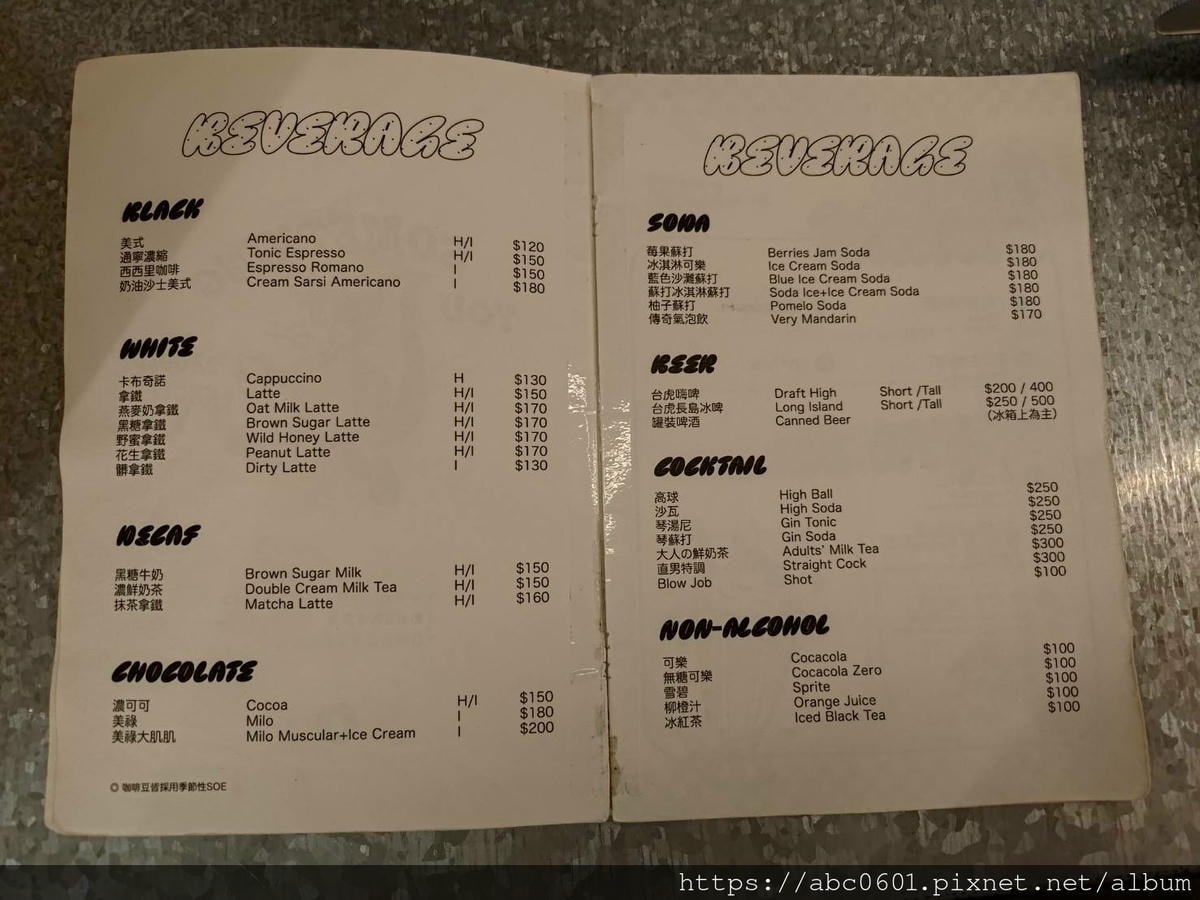 BEVERAGE
BLACK
美式 Americano H/I $120
通寧濃縮 Tonic Espresso H/I $150
西西里咖啡 Espresso Romano I $150
奶油沙士美式 Cream Sarsi Americano I $180
WHITE
卡布奇諾 Cappuccino H $130
拿鐵 Latte H/I $150
燕麥奶拿鐵 Oat Milk Latte H/I $170
黑糖拿鐵 Brown Sugar Latte H/I $170
野蜜拿鐵 Wild Honey Latte H/I $170
花生拿鐵 Peanut Latte H/I $170
髒拿鐵 Dirty Latte I $130
DECAF
黑糖牛奶 Brown Sugar Milk H/I $150
濃鮮奶茶 Double Cream Milk Tea H/I $150
抹茶拿鐵 Matcha Latte H/I $160
CHOCOLATE
濃可可 Cocoa H/I $150
美祿 Milo I $180
美祿大肌肌 Milo Muscular+Ice Cream I $200
◎ 咖啡豆皆採用季節性SOE
BEVERAGE
SODA
莓果蘇打 Berries Jam Soda $180
冰淇淋可樂 Ice Cream Soda $180
藍色沙灘蘇打 Blue Ice Cream Soda $180
蘇打冰淇淋蘇打 Soda Ice+Ice Cream Soda $180
柚子蘇打 Pomelo Soda $180
傳奇氣泡飲 Very Mandarin $170
BEER
台虎嗨啤 Draft High Short /Tall $200 / 400
台虎長島冰啤 Long Island Short /Tall $250 / 500
罐裝啤酒 Canned Beer (冰箱上為主)
COCKTAIL
高球 High Ball $250
沙瓦 High Soda $250
琴湯尼 Gin Tonic $250
琴蘇打 Gin Soda $250
大人の鮮奶茶 Adults' Milk Tea $300
直男特調 Straight Cock $300
Blow Job Shot $100
NON-ALCOHOL
可樂 Cocacola $100
無糖可樂 Cocacola Zero $100
雪碧 Sprite $100
柳橙汁 Orange Juice $100
冰紅茶 Iced Black Tea $100
https://abc0601.pixnet.net/album